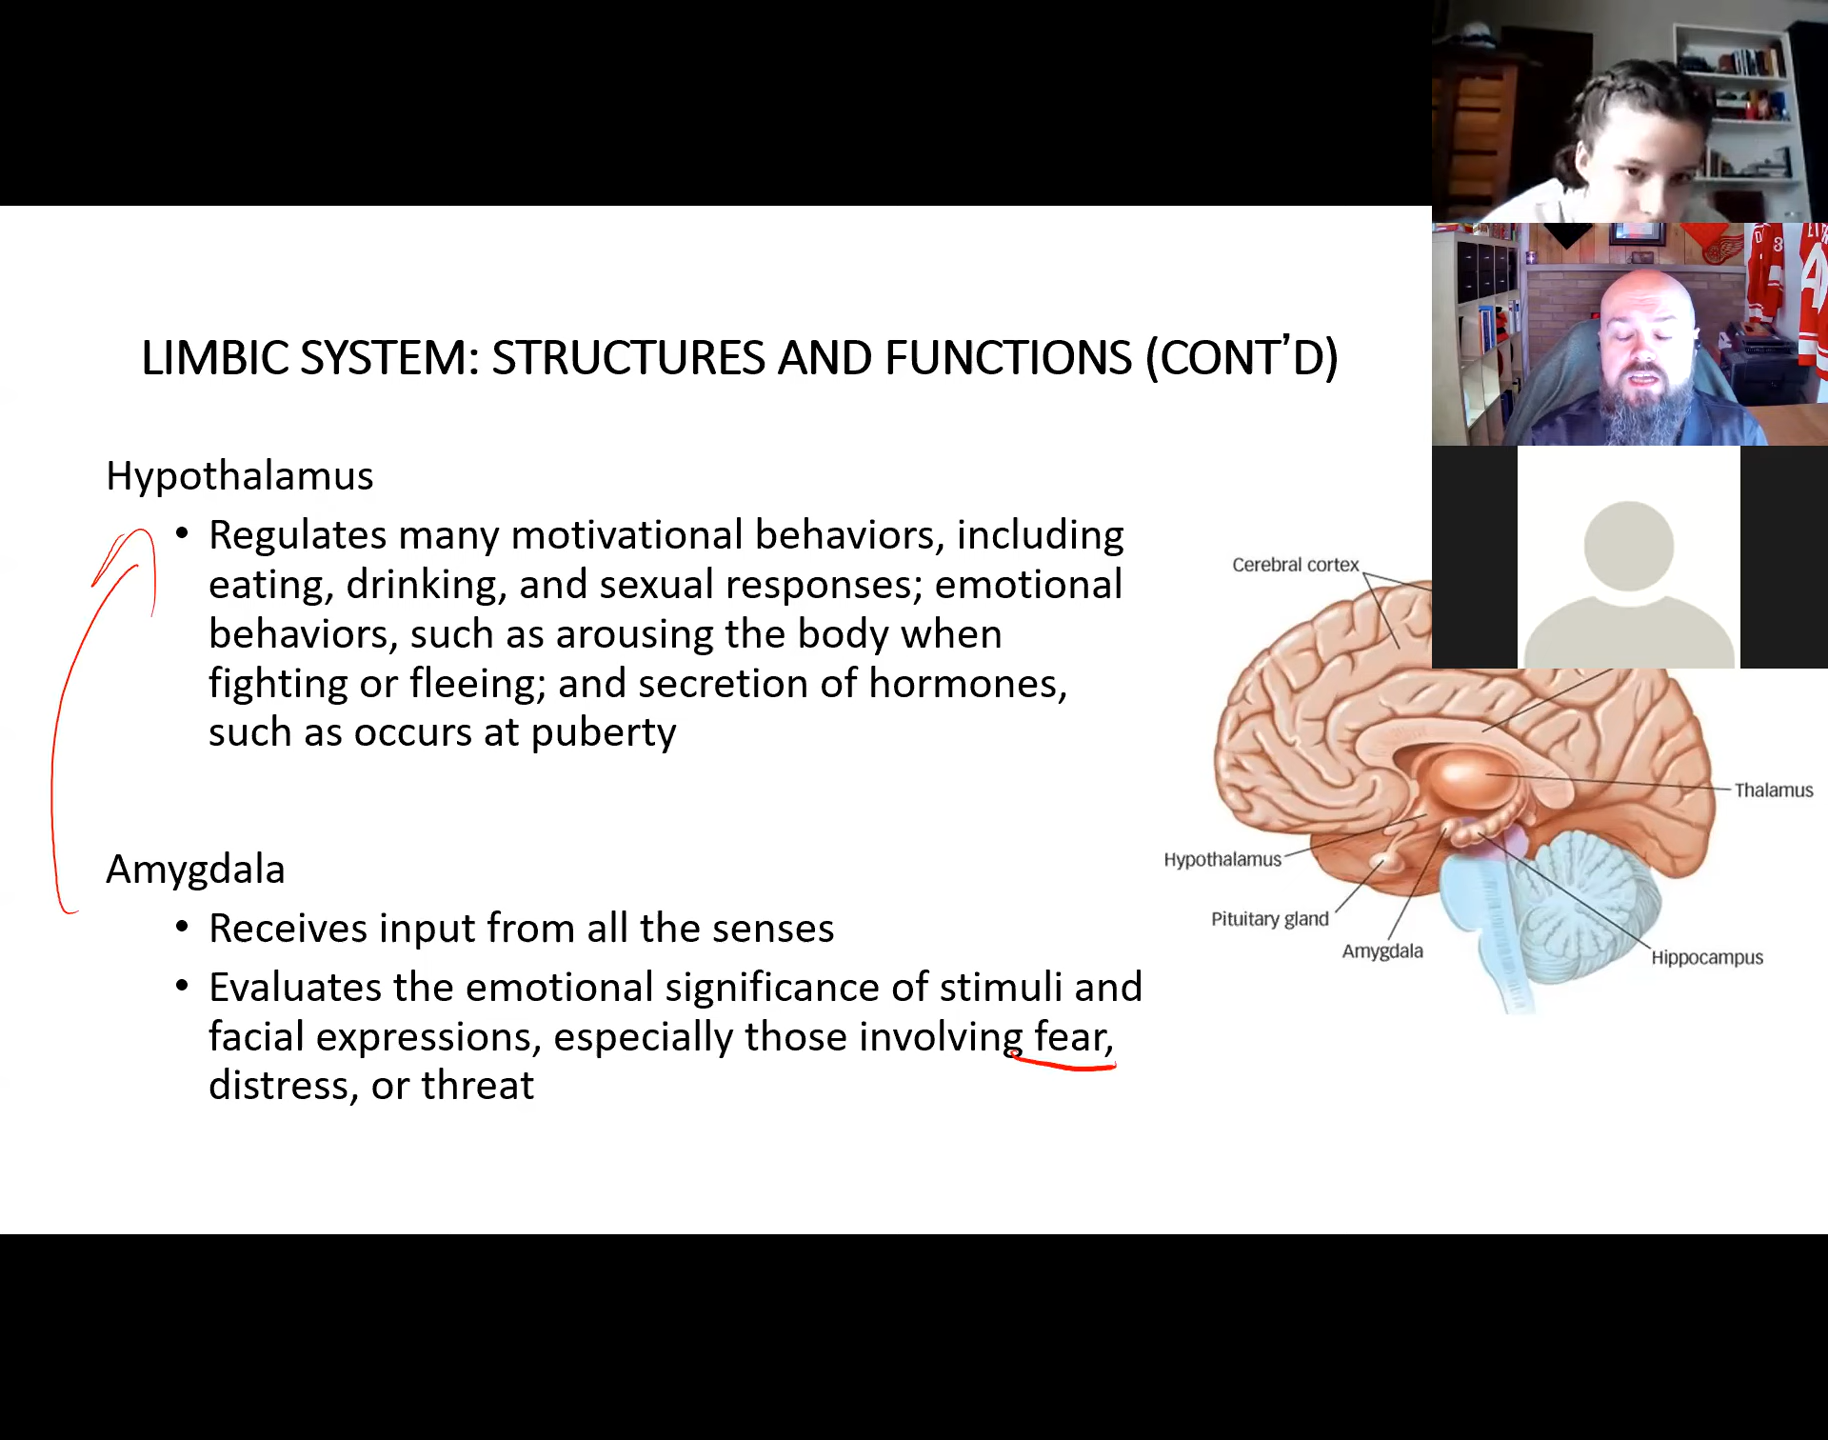 LIMBIC SYSTEM: STRUCTURES AND FUNCTIONS (CONT’D)
Hypothalamus
• Regulates many motivational behaviors, including
eating, drinking, and sexual responses; emotional
behaviors, such as arousing the body when
fighting or fleeing; and secretion of hormones,
such as occurs at puberty
Amygdala
• Receives input from all the senses
• Evaluates the emotional significance of stimuli and
facial expressions, especially those involving fear,
distress, or threat
Cerebral cortex
Thalamus
Hypothalamus
Pituitary gland
Amygdala
Hippocampus